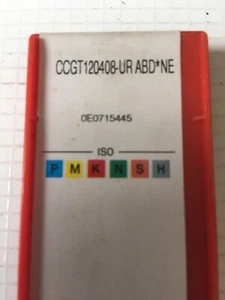 CCGT120408-UR ABD*NE
0E0715445
ISO
P M K N S H